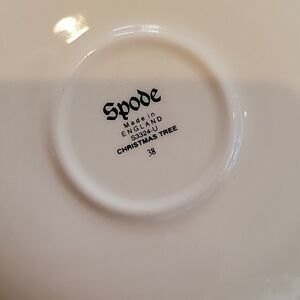 Spode
Made in
ENGLAND
S3324-U
CHRISTMAS TREE
38